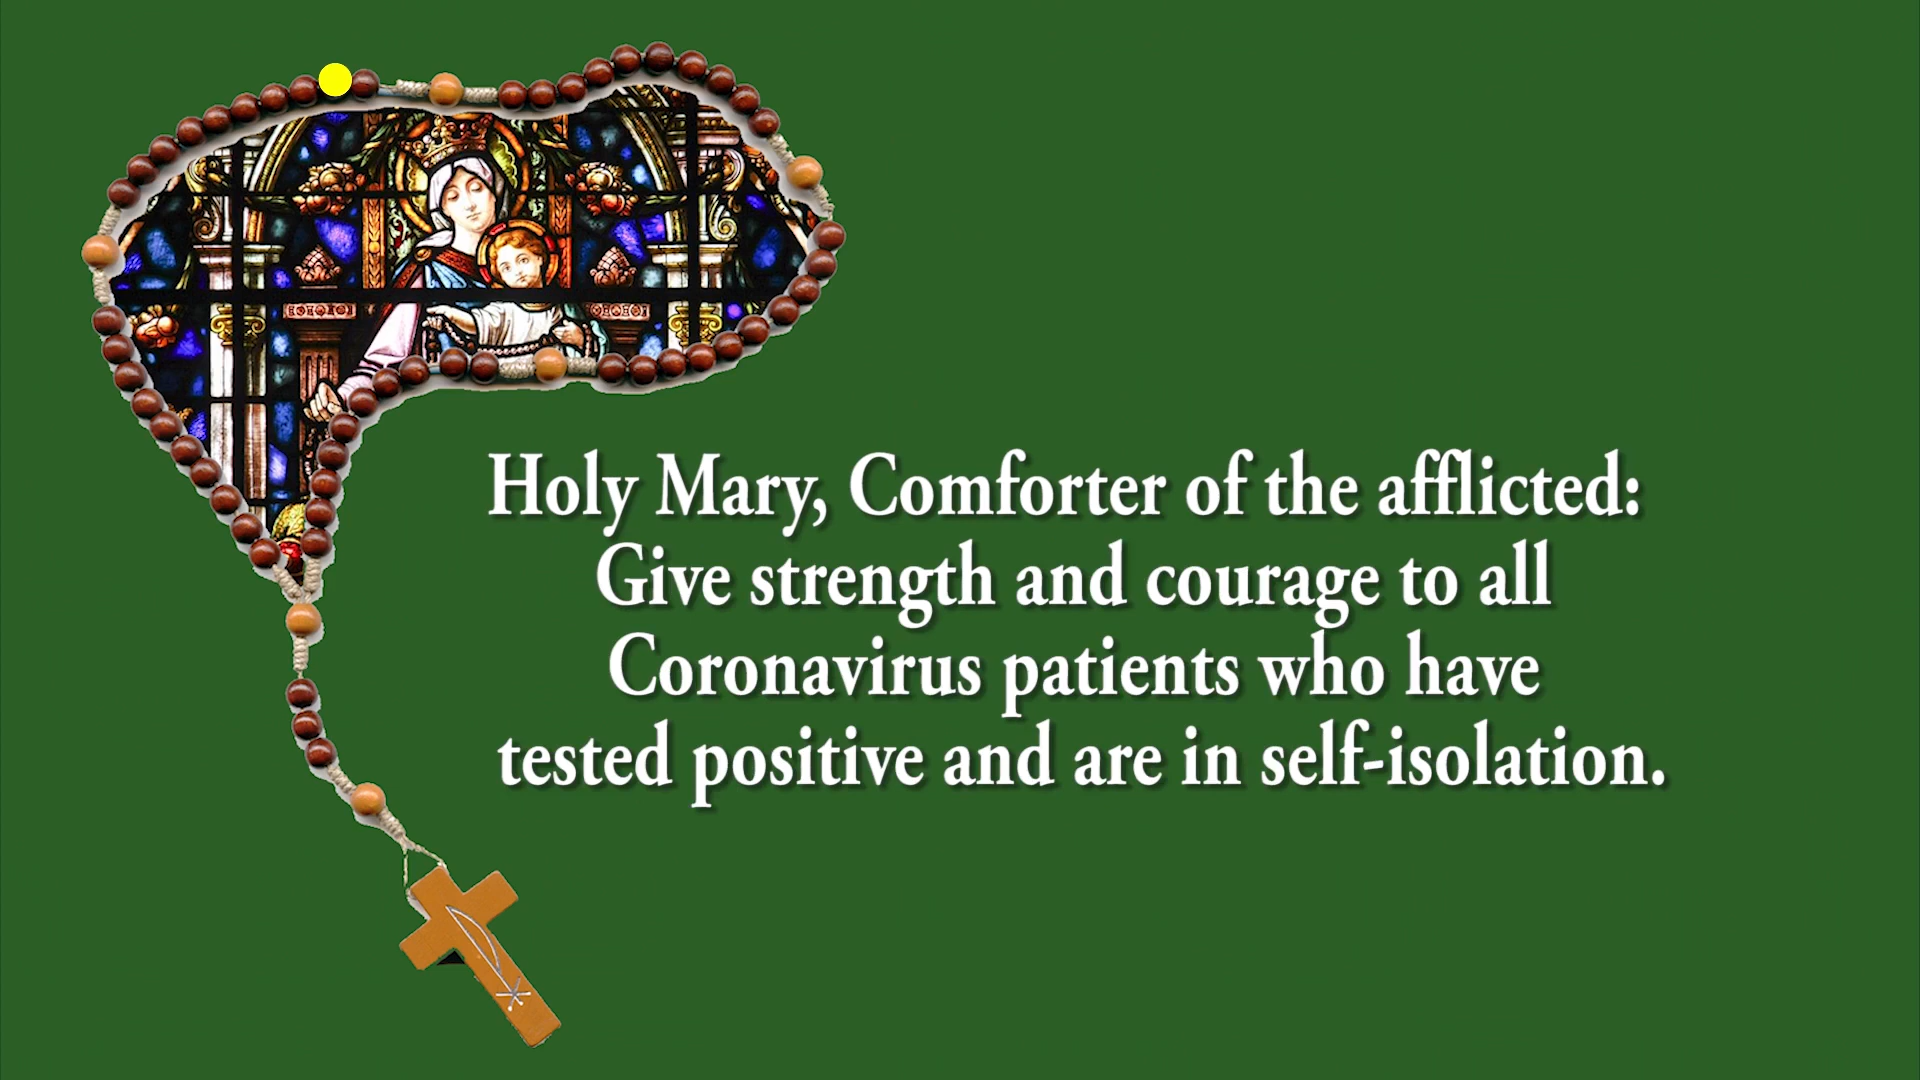 Holy Mary, Comforter of the afflicted:
Give strength and courage to all
Coronavirus patients who have
tested positive and are in self-isolation.